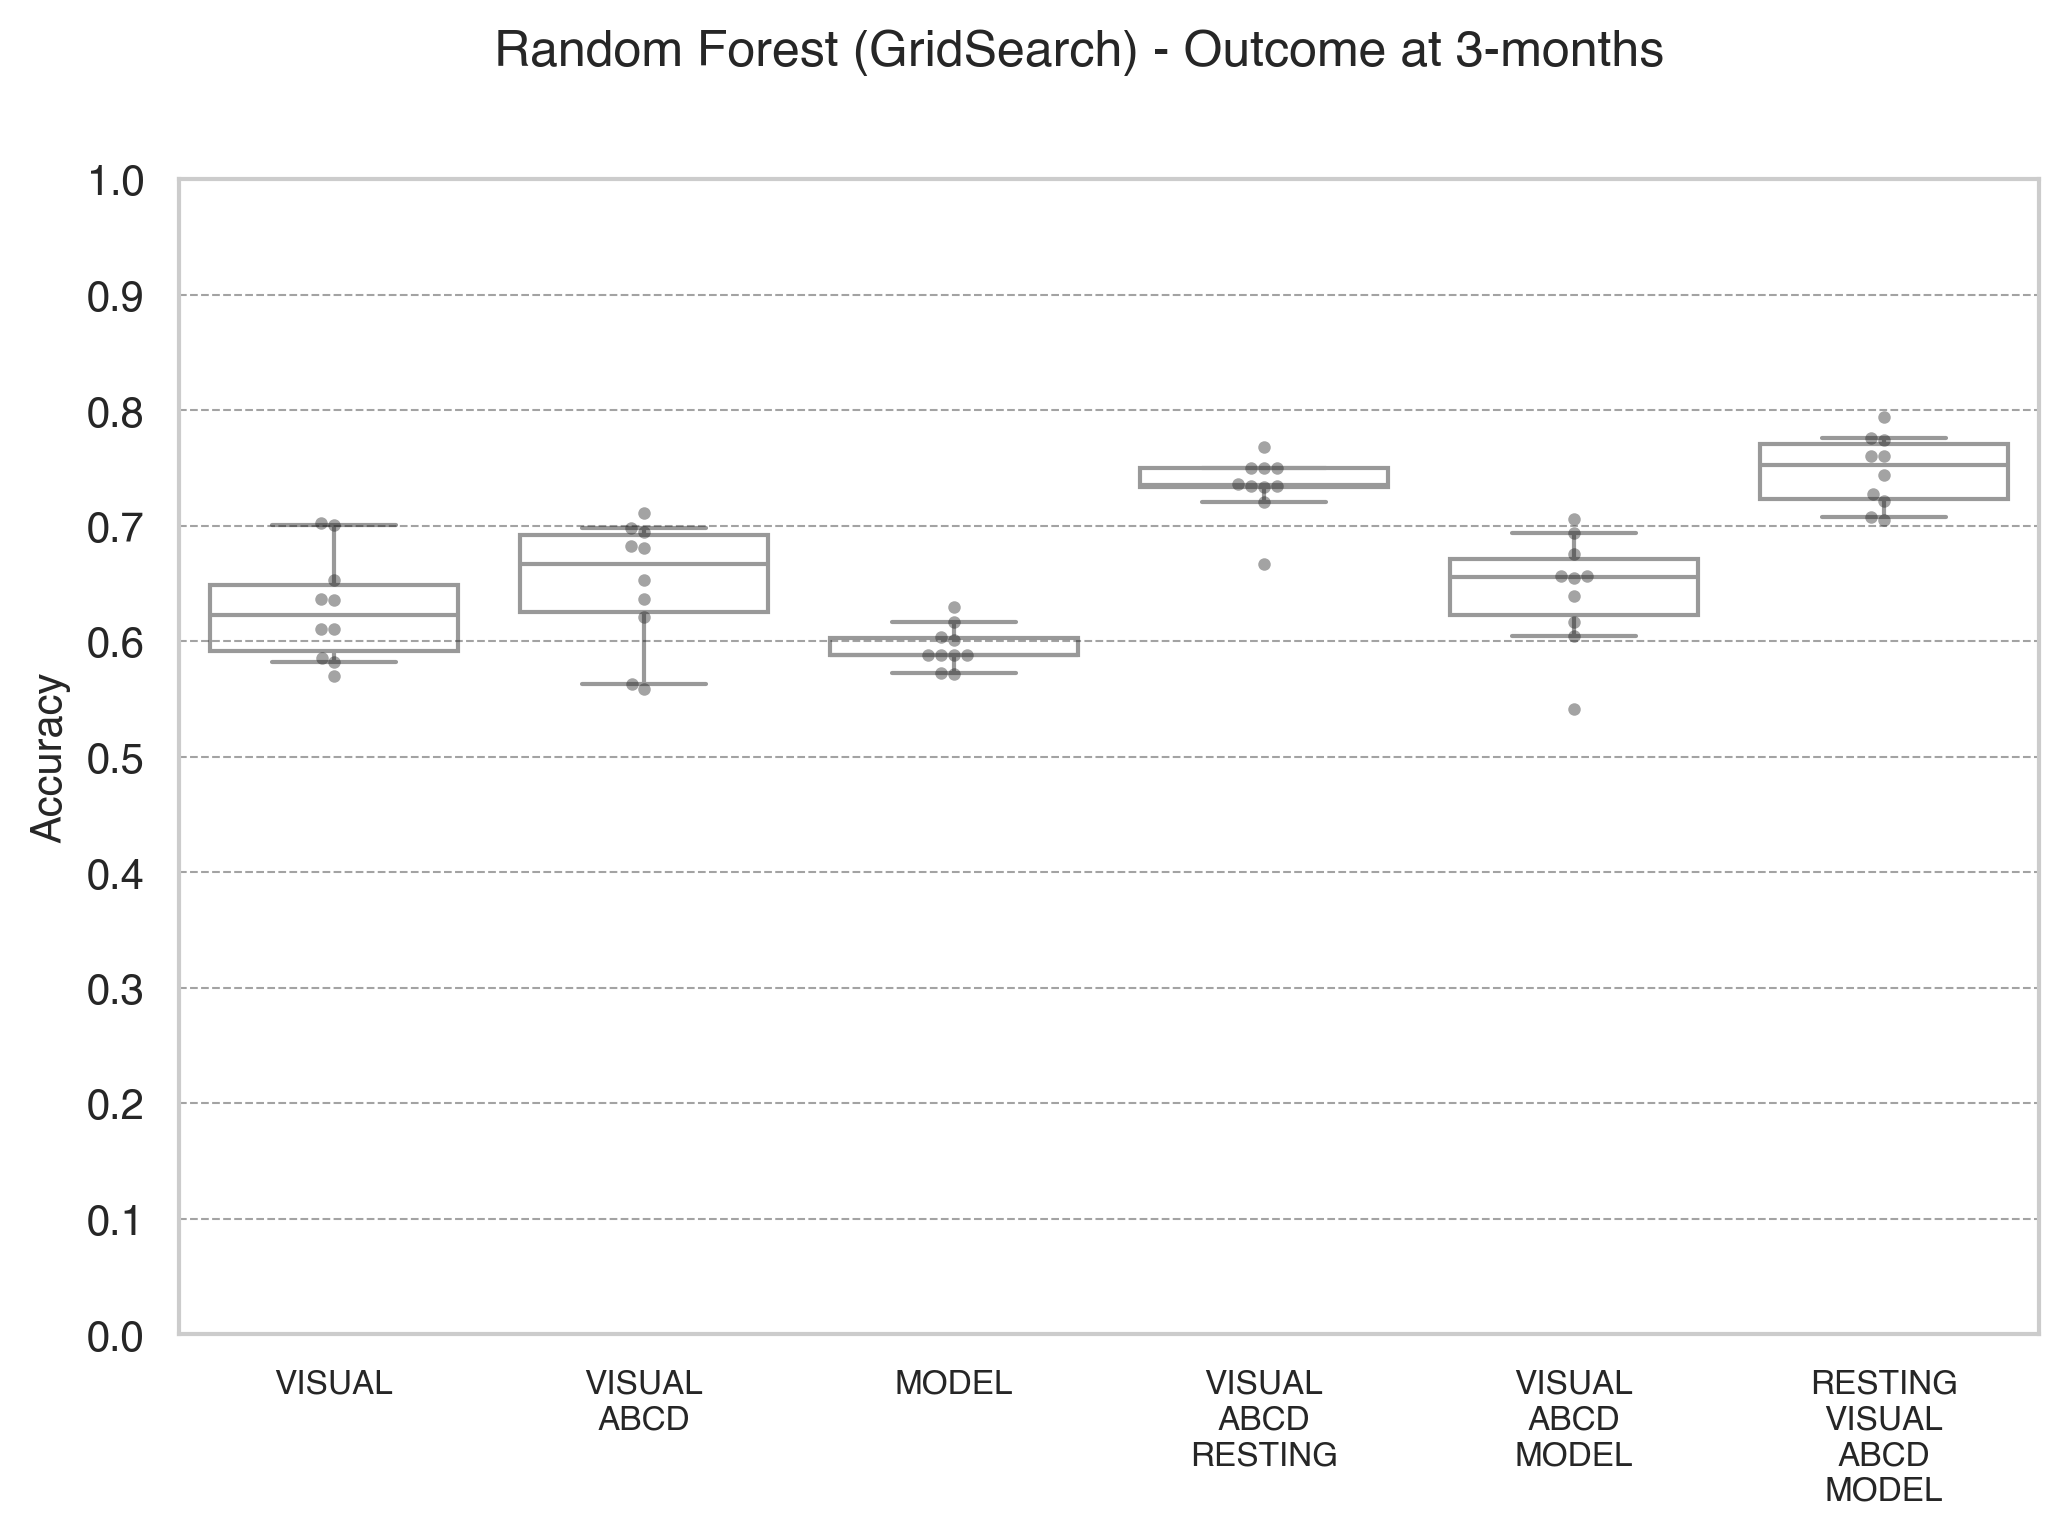 Random Forest (GridSearch) - Outcome at 3-months
Accuracy
1.0
0.9
0.8
0.7
0.6
0.5
0.4
0.3
0.2
0.1
0.0
VISUAL
VISUAL
ABCD
MODEL
VISUAL
ABCD
RESTING
VISUAL
ABCD
MODEL
RESTING
VISUAL
ABCD
MODEL